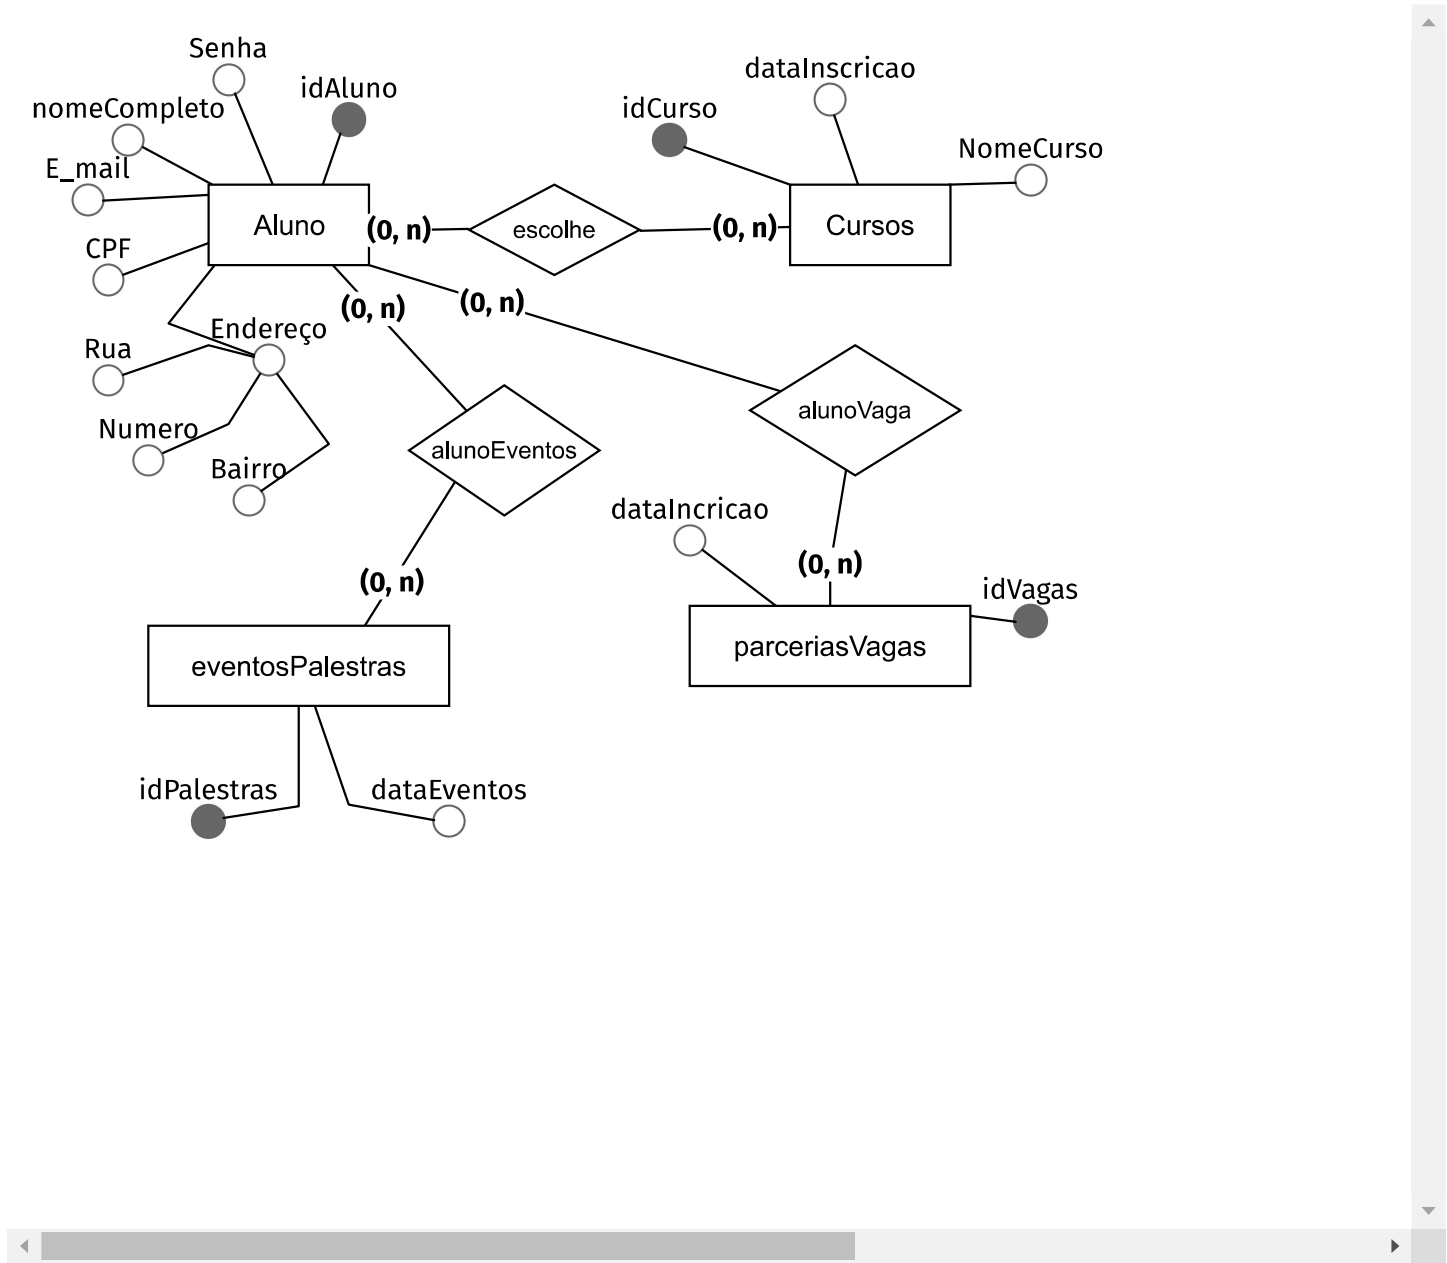 Senha
dataInscricao
idAluno
nomeCompleto
idCurso
NomeCurso
E_mail
Aluno
(0, n)
escolhe
(0, n)
Cursos
CPF
(0, n)
(0, n)
Endereço
Rua
alunoVaga
Numero
alunoEventos
Bairro
dataIncricao
(0, n)
(0, n)
idVagas
parceriasVagas
eventosPalestras
idPalestras
dataEventos